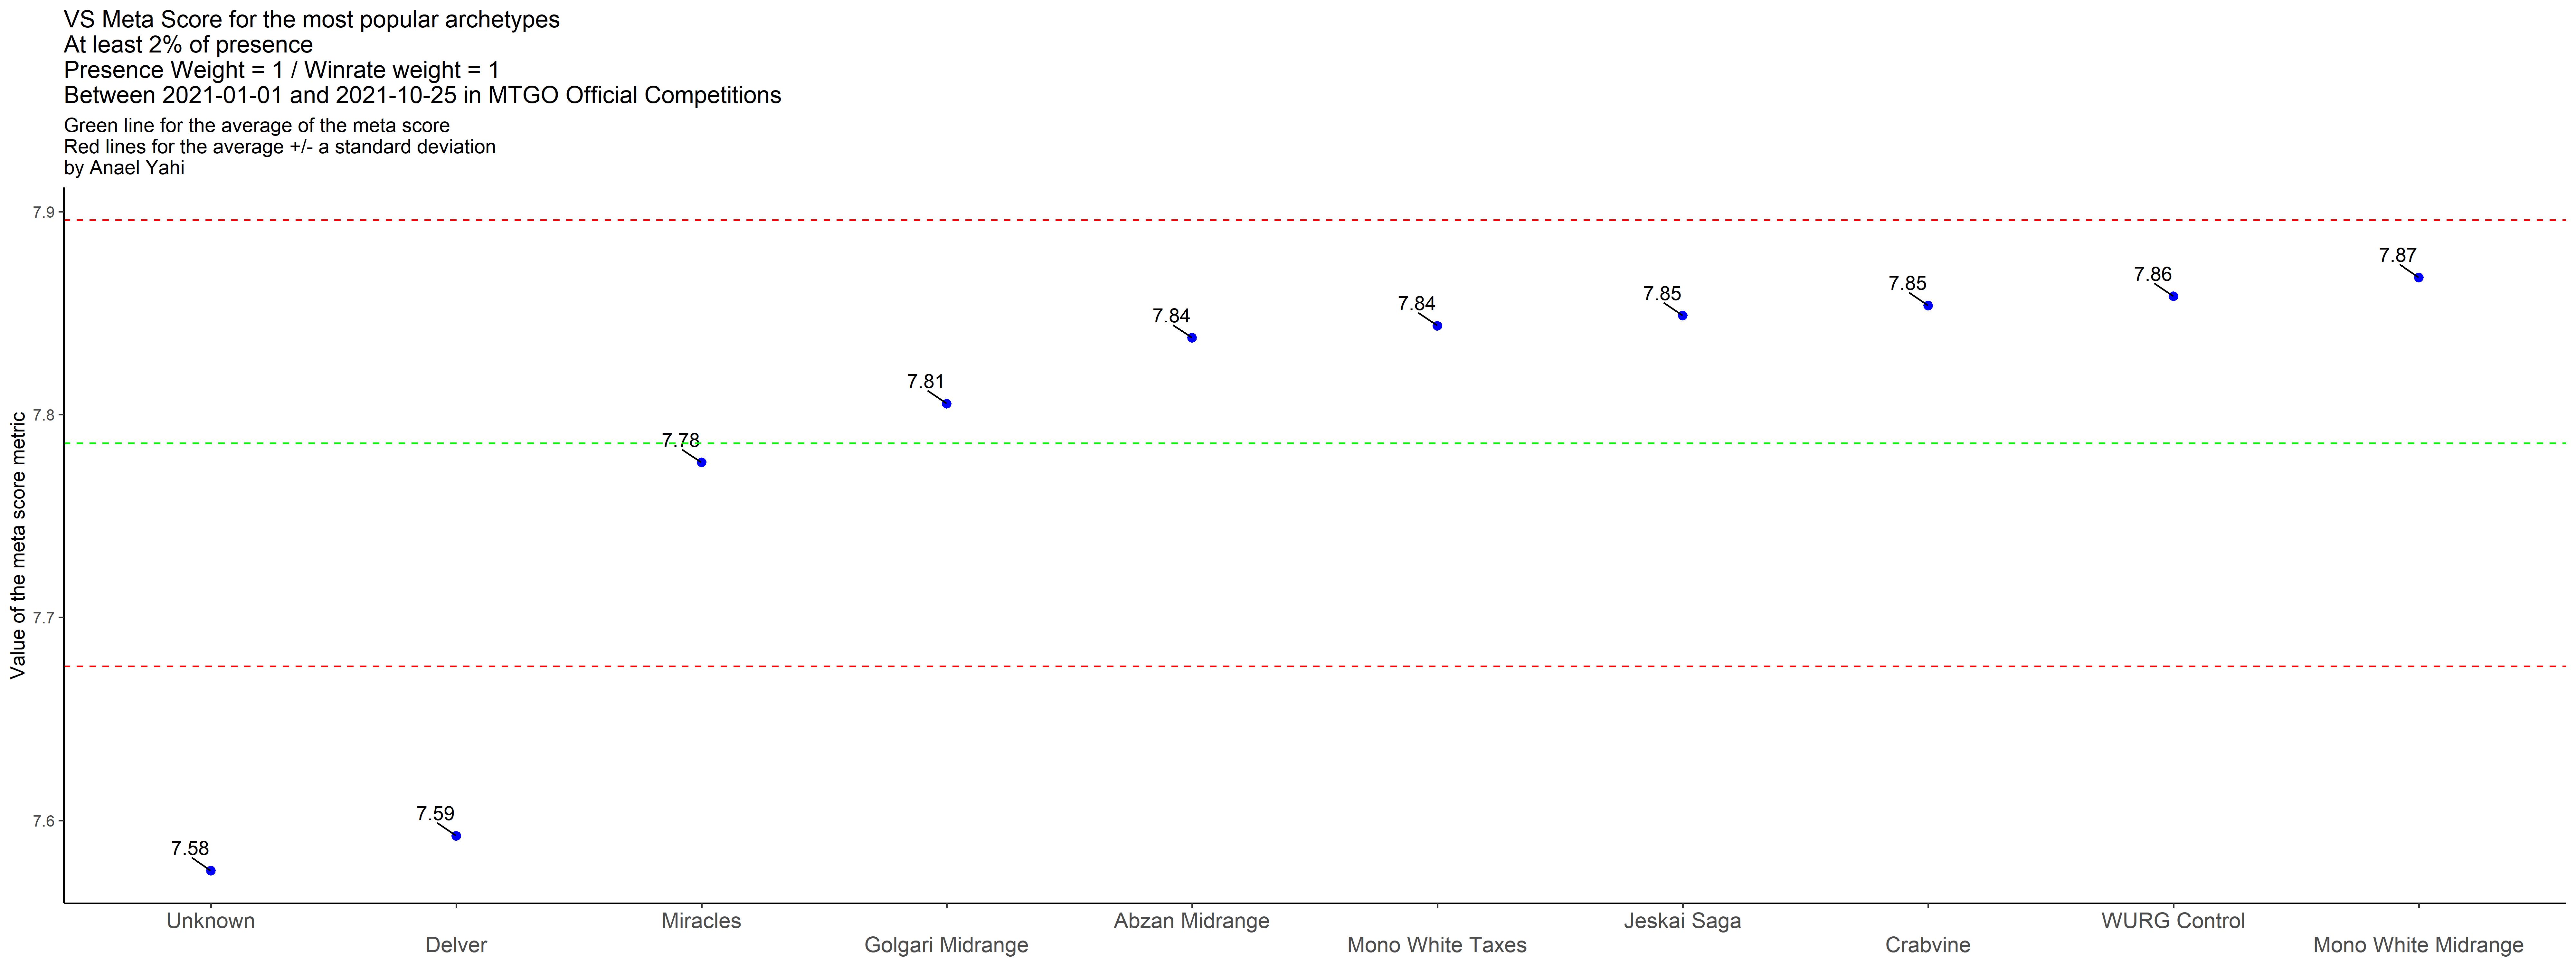 VS Meta Score for the most popular archetypes
At least 2% of presence
Presence Weight = 1 / Winrate weight = 1
Between 2021-01-01 and 2021-10-25 in MTGO Official Competitions
Green line for the average of the meta score
Red lines for the average +/- a standard deviation
by Anael Yahi
Value of the meta score metric
7.9
7.8
7.7
7.6
7.58
7.59
7.78
7.81
7.84
7.84
7.85
7.85
7.86
7.87
Unknown
Delver
Miracles
Golgari Midrange
Abzan Midrange
Mono White Taxes
Jeskai Saga
Crabvine
WURG Control
Mono White Midrange